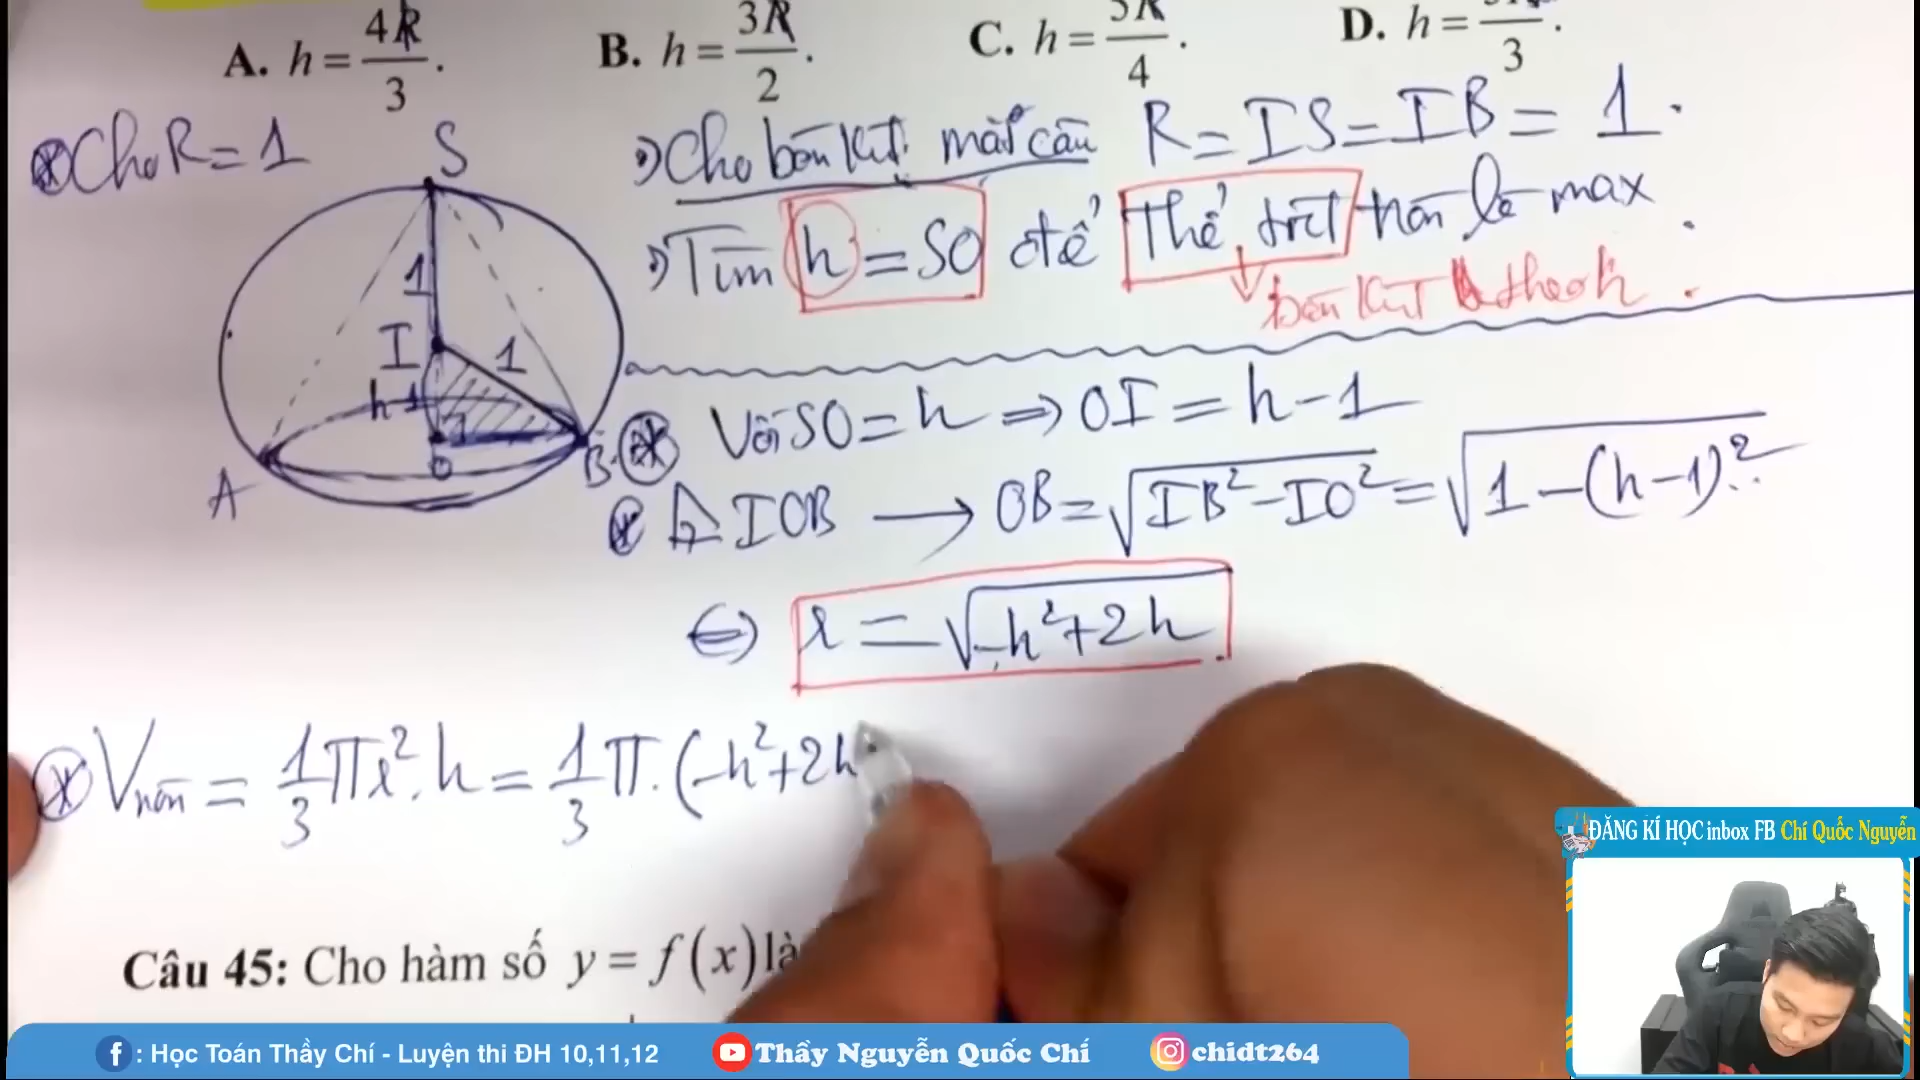 A. h = 4R/3. B. h = 3R/2. C. h = 5R/4. D. h = /3.
Cho R = 1
Cho bán kính mặt cầu R = IS = IB = 1.
Tìm h = SO để thể tích nón là max.
bán kính theo h.
S
1
I
1
h-1
O
A
B
Với SO = h ⇒ OI = h - 1
IOB → OB = √(IB² - IO²) = √(1 - (h-1)²)
⇔ r = √(-h² + 2h)
Vnón = 1/3 πr².h = 1/3 π.(-h² + 2h
Câu 45: Cho hàm số y = f(x) là
ĐĂNG KÍ HỌC inbox FB Chí Quốc Nguyễn
: Học Toán Thầy Chí - Luyện thi ĐH 10,11,12 Thầy Nguyễn Quốc Chí chidt264